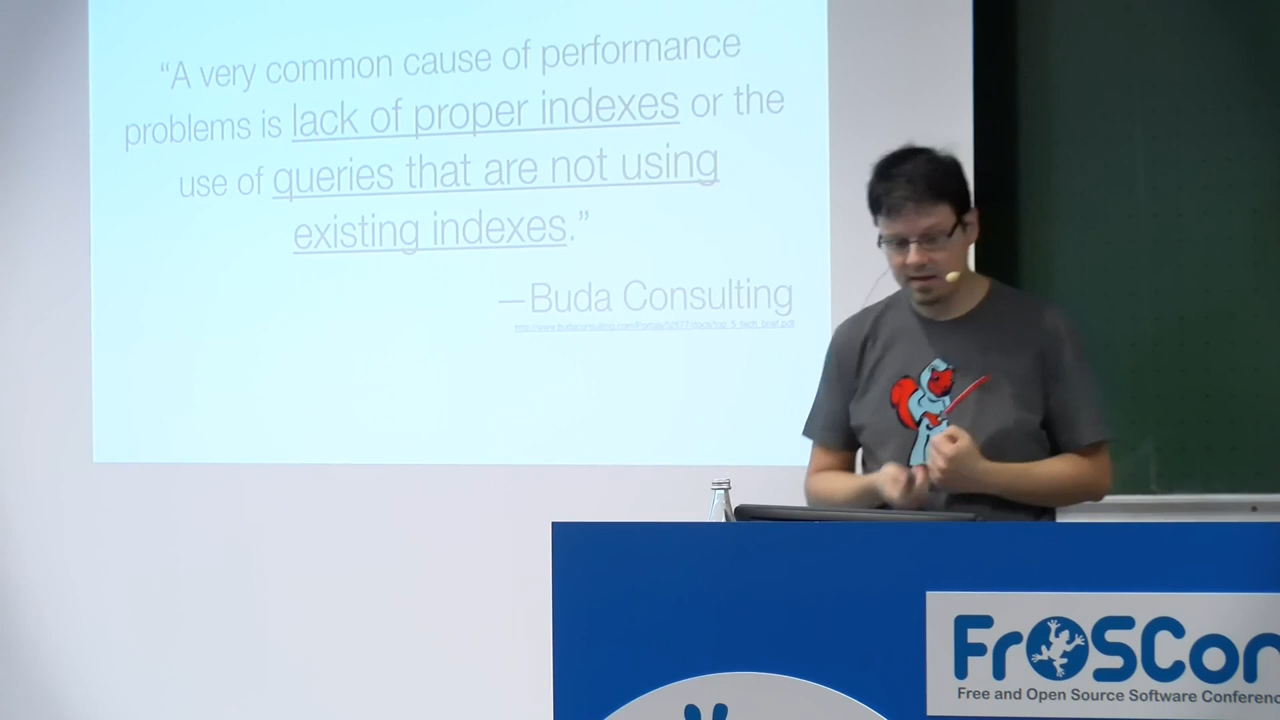 “A very common cause of performance
problems is lack of proper indexes or the
use of queries that are not using
existing indexes.”
—Buda Consulting
FrOSCon
Free and Open Source Software Conferenc